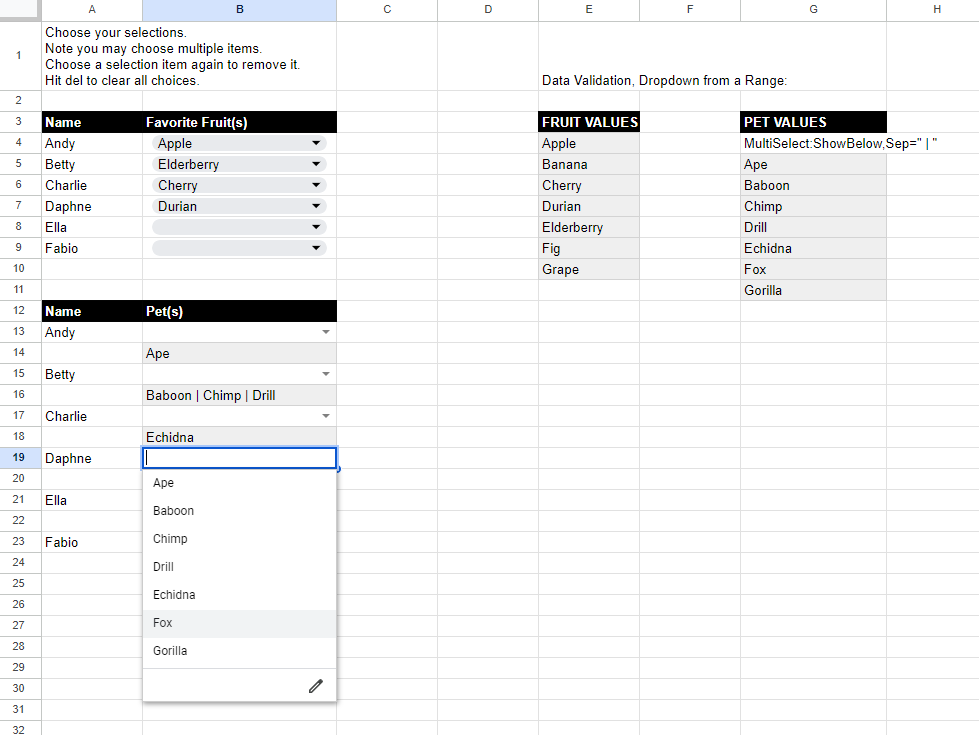 A B C D E F G H
1 Choose your selections.
Note you may choose multiple items.
Choose a selection item again to remove it.
Hit del to clear all choices. Data Validation, Dropdown from a Range:
2
3 Name Favorite Fruit(s) FRUIT VALUES PET VALUES
4 Andy Apple Apple MultiSelect:ShowBelow,Sep=" | "
5 Betty Elderberry Banana Ape
6 Charlie Cherry Cherry Baboon
7 Daphne Durian Durian Chimp
8 Ella Elderberry Drill
9 Fabio Fig Echidna
10 Grape Fox
11 Gorilla
12 Name Pet(s)
13 Andy
14 Ape
15 Betty
16 Baboon | Chimp | Drill
17 Charlie
18 Echidna
19 Daphne
20 Ape
21 Ella
Baboon
22
23 Fabio Chimp
24 Drill
25
26 Echidna
27 Fox
28 Gorilla
29
30
31
32